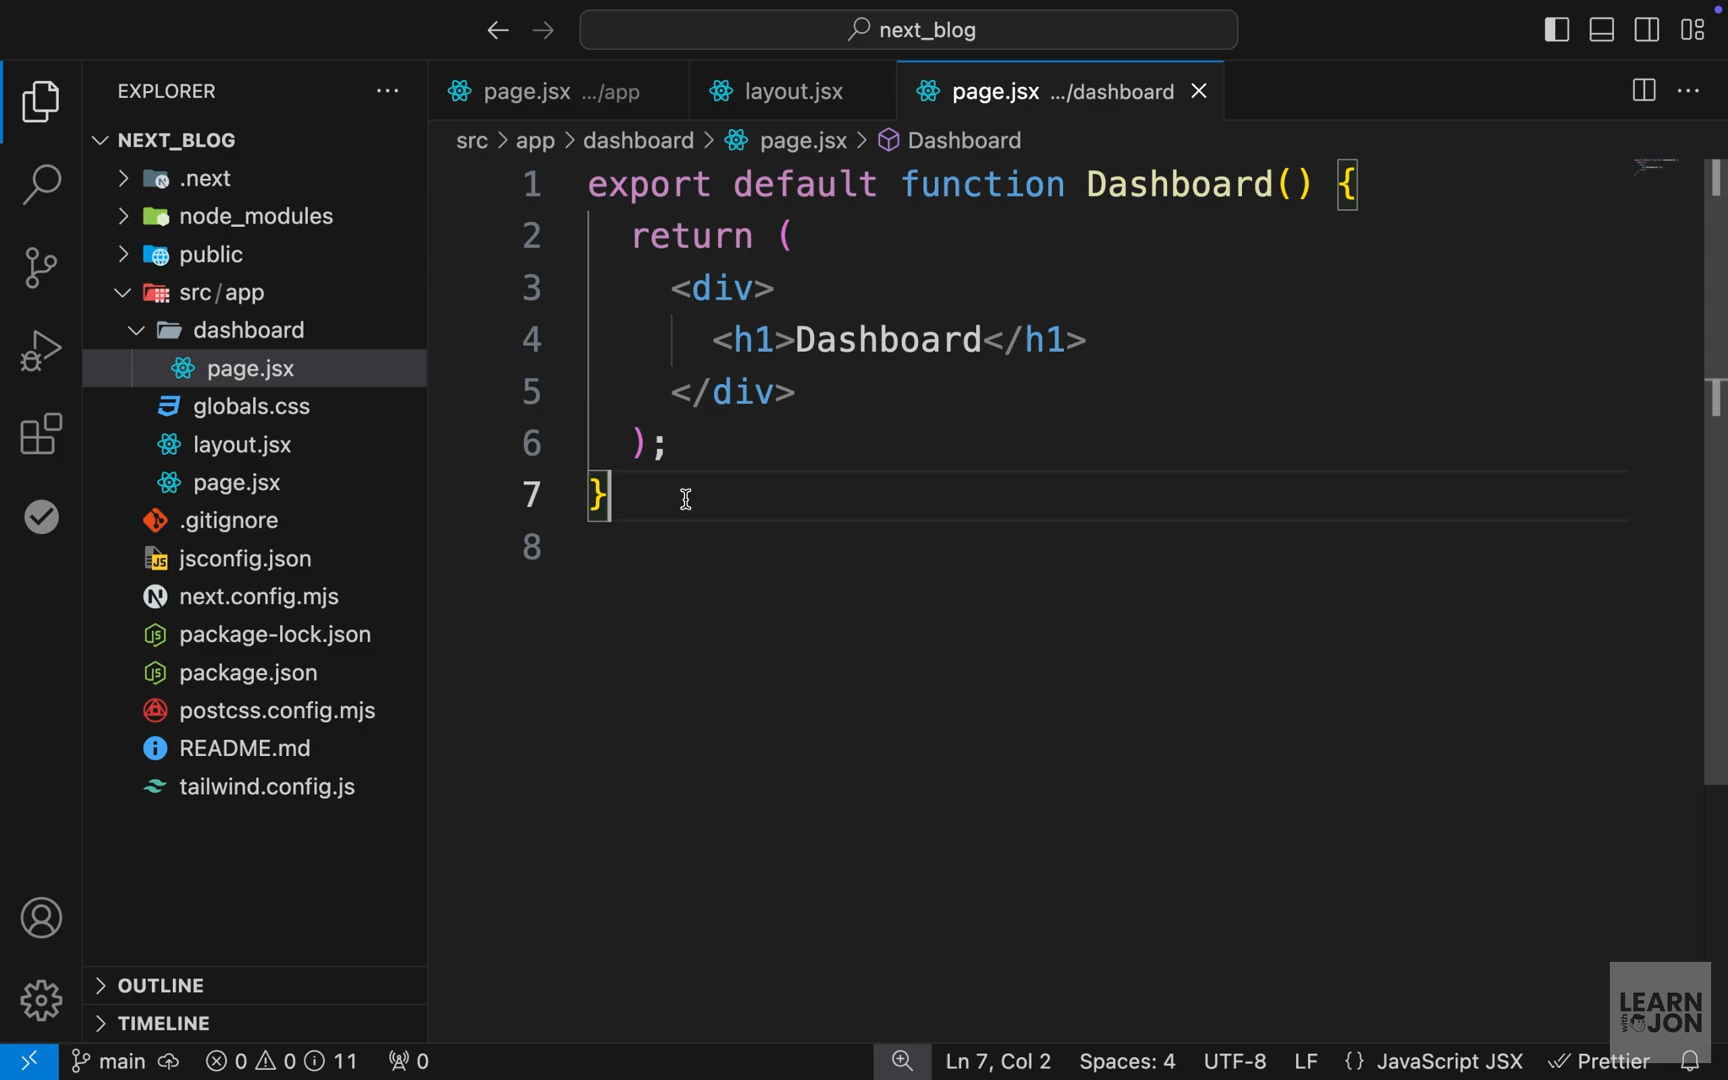 next_blog
EXPLORER
page.jsx .../app
layout.jsx
page.jsx .../dashboard
NEXT_BLOG
src > app > dashboard > page.jsx > Dashboard
.next
node_modules
public
src/app
dashboard
page.jsx
globals.css
layout.jsx
page.jsx
.gitignore
JS jsconfig.json
N next.config.mjs
JS package-lock.json
JS package.json
postcss.config.mjs
README.md
tailwind.config.js
1 export default function Dashboard() {
2 return (
3 <div>
4 <h1>Dashboard</h1>
5 </div>
6 );
7 }
8
OUTLINE
TIMELINE
LEARN
with JON
main 0 0 11 0 Ln 7, Col 2 Spaces: 4 UTF-8 LF {} JavaScript JSX Prettier